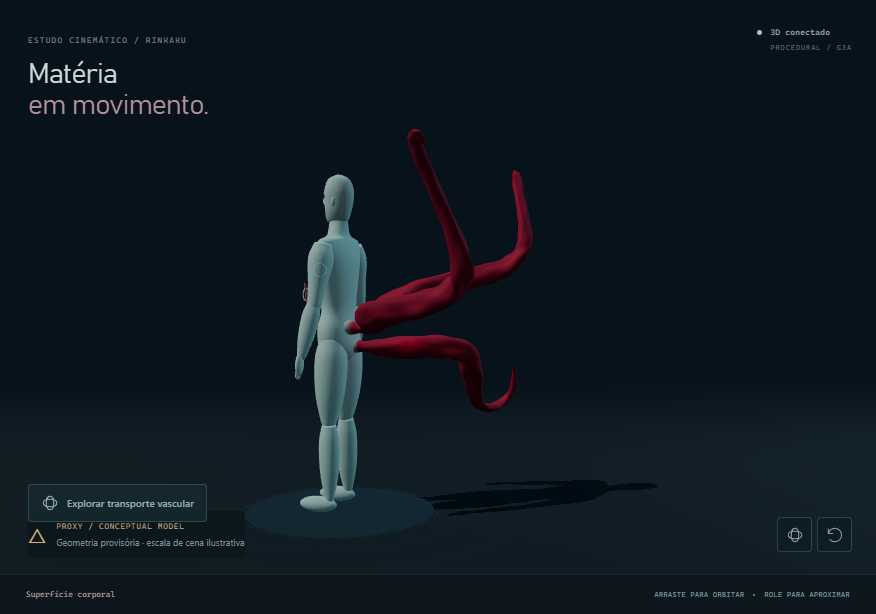 ESTUDO CINEMÁTICO / RINKAKU
Matéria
em movimento.
3D conectado
PROCEDURAL / G3A
Explorar transporte vascular
PROXY / CONCEPTUAL MODEL
Geometria provisória · escala de cena ilustrativa
Superfície corporal
ARRASTE PARA ORBITAR • ROLE PARA APROXIMAR